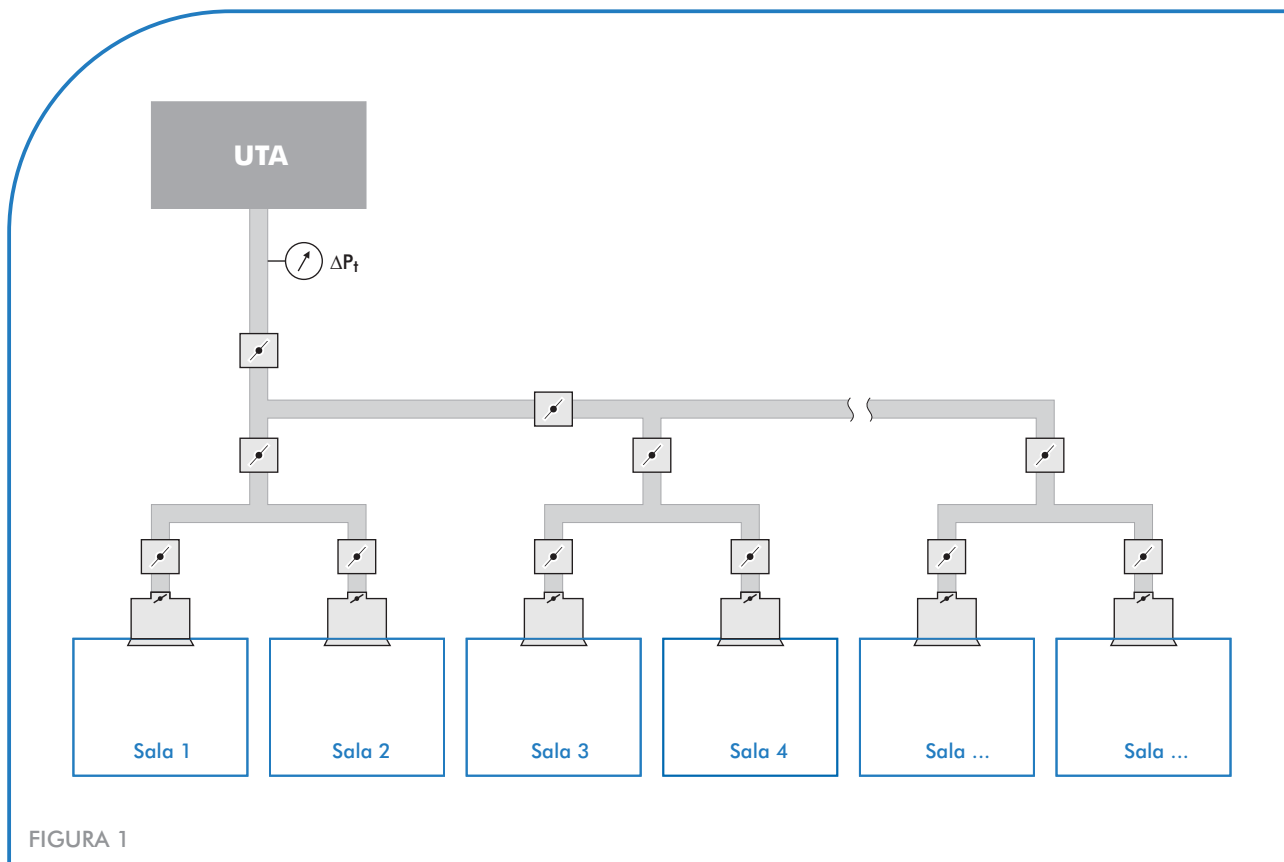 UTA
ΔPt
Sala 1
Sala 2
Sala 3
Sala 4
Sala ...
Sala ...
FIGURA 1